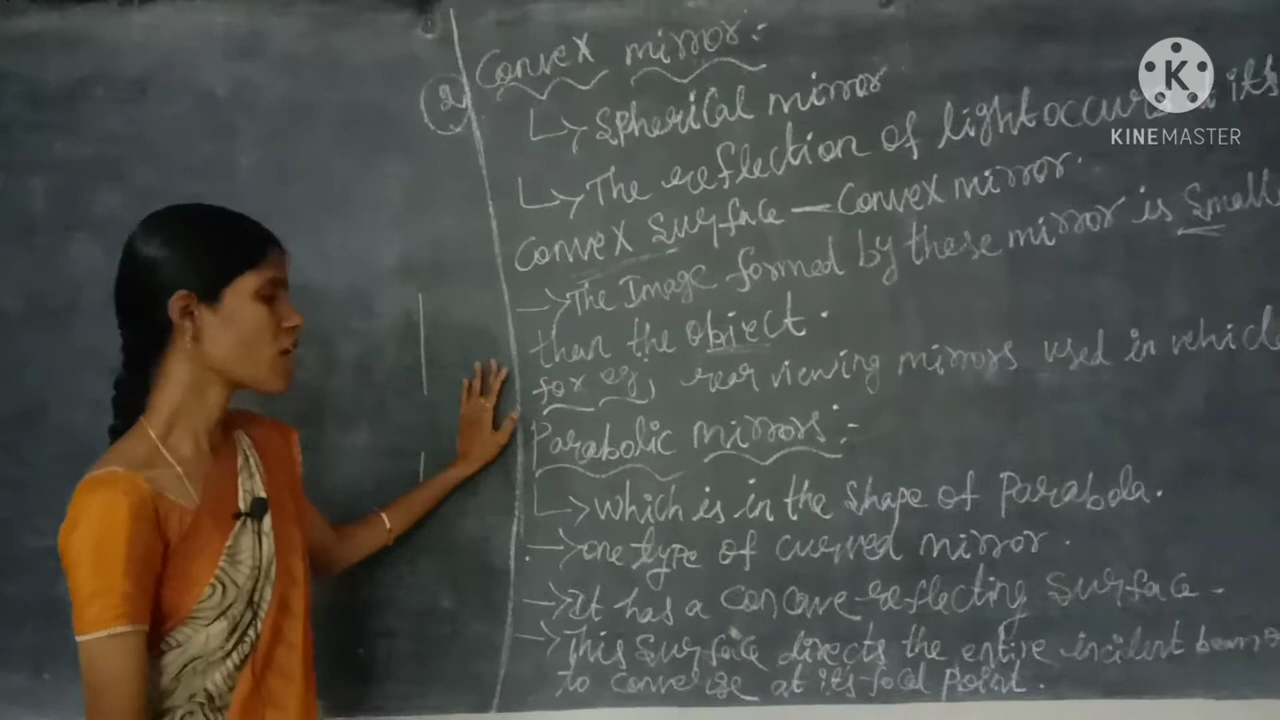 (2) Convex mirror:-
↳ Spherical mirror
↳ The reflection of light occurs at its
Convex Surface — Convex mirror.
→ The Image formed by these mirror is Small
than the object.
for eg, rear viewing mirrors used in vehicle
Parabolic mirrors:-
↳ which is in the shape of Parabola.
→ one type of curved mirror.
→ It has a concave reflecting surface.
→ This Surface directs the entire incident beam
to converge at its focal point.
K
KINEMASTER